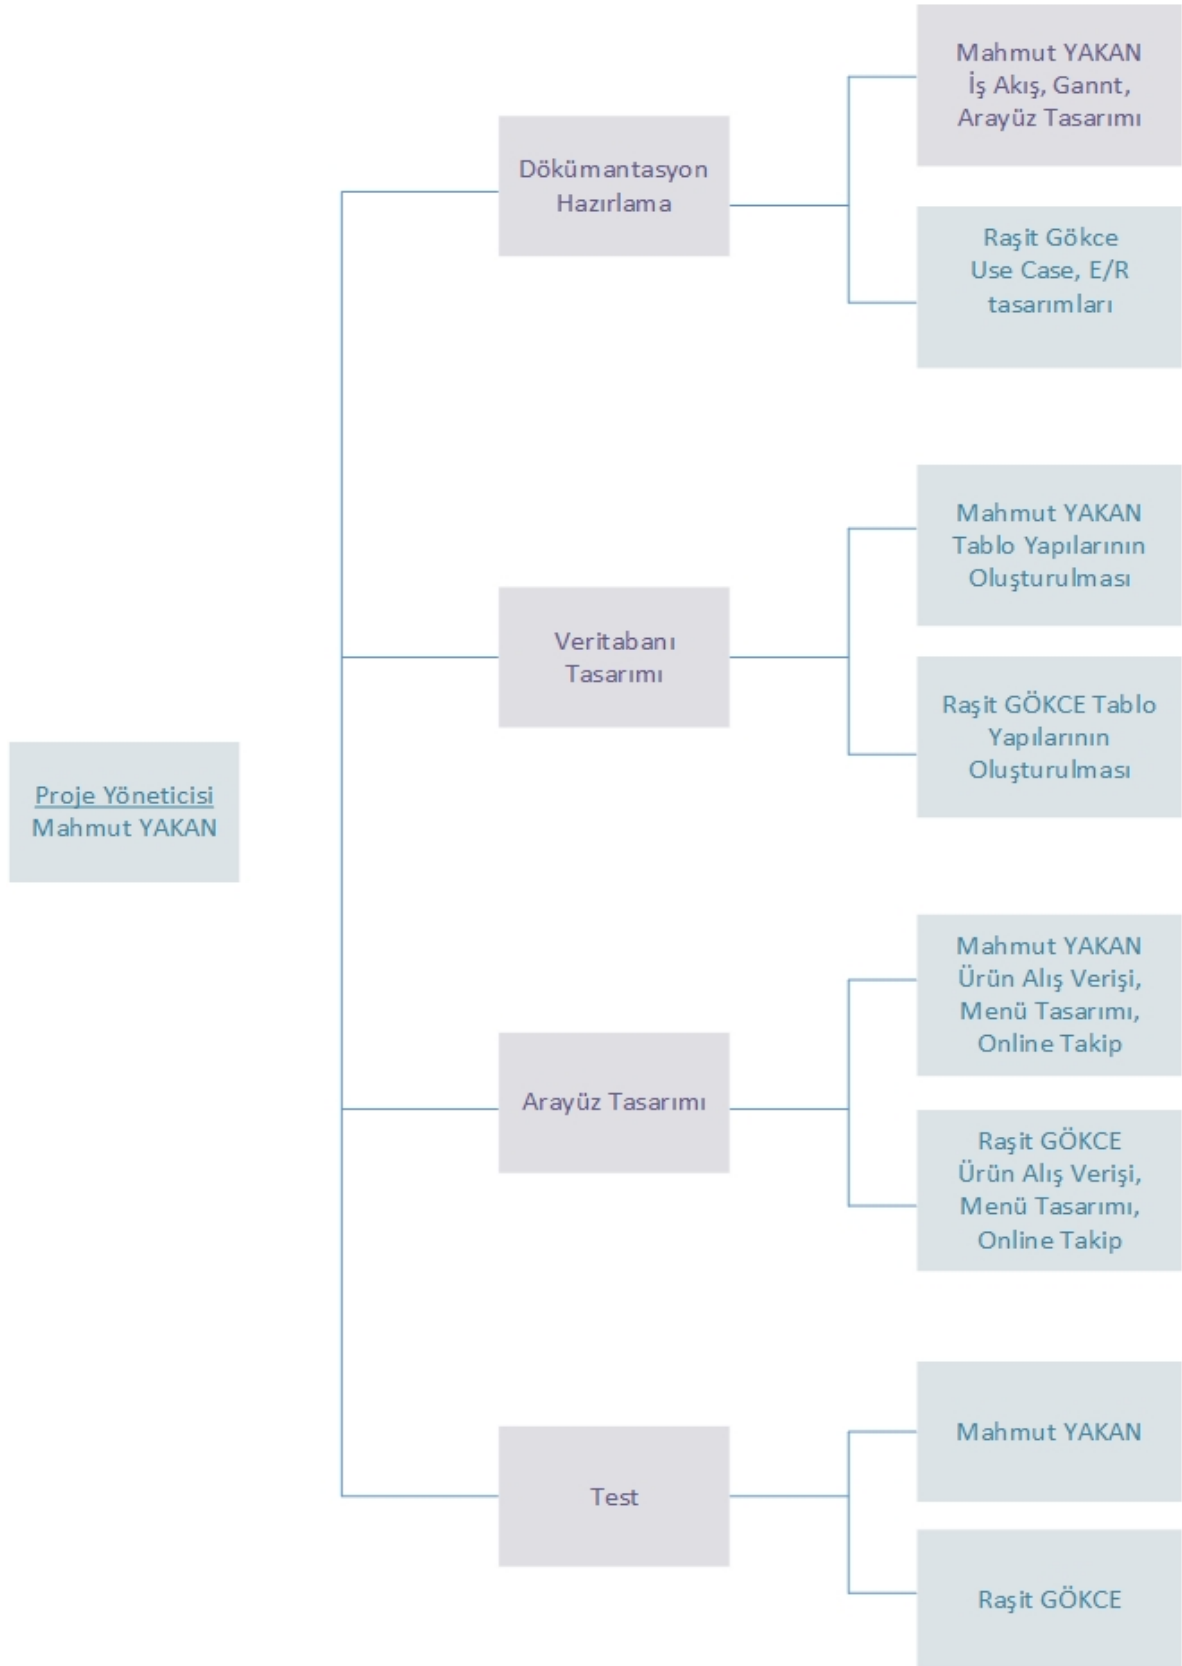 Proje Yöneticisi
Mahmut YAKAN
Dökümantasyon
Hazırlama
Mahmut YAKAN
İş Akış, Gannt,
Arayüz Tasarımı
Raşit Gökce
Use Case, E/R
tasarımları
Veritabanı
Tasarımı
Mahmut YAKAN
Tablo Yapılarının
Oluşturulması
Raşit GÖKCE Tablo
Yapılarının
Oluşturulması
Arayüz Tasarımı
Mahmut YAKAN
Ürün Alış Verişi,
Menü Tasarımı,
Online Takip
Raşit GÖKCE
Ürün Alış Verişi,
Menü Tasarımı,
Online Takip
Test
Mahmut YAKAN
Raşit GÖKCE